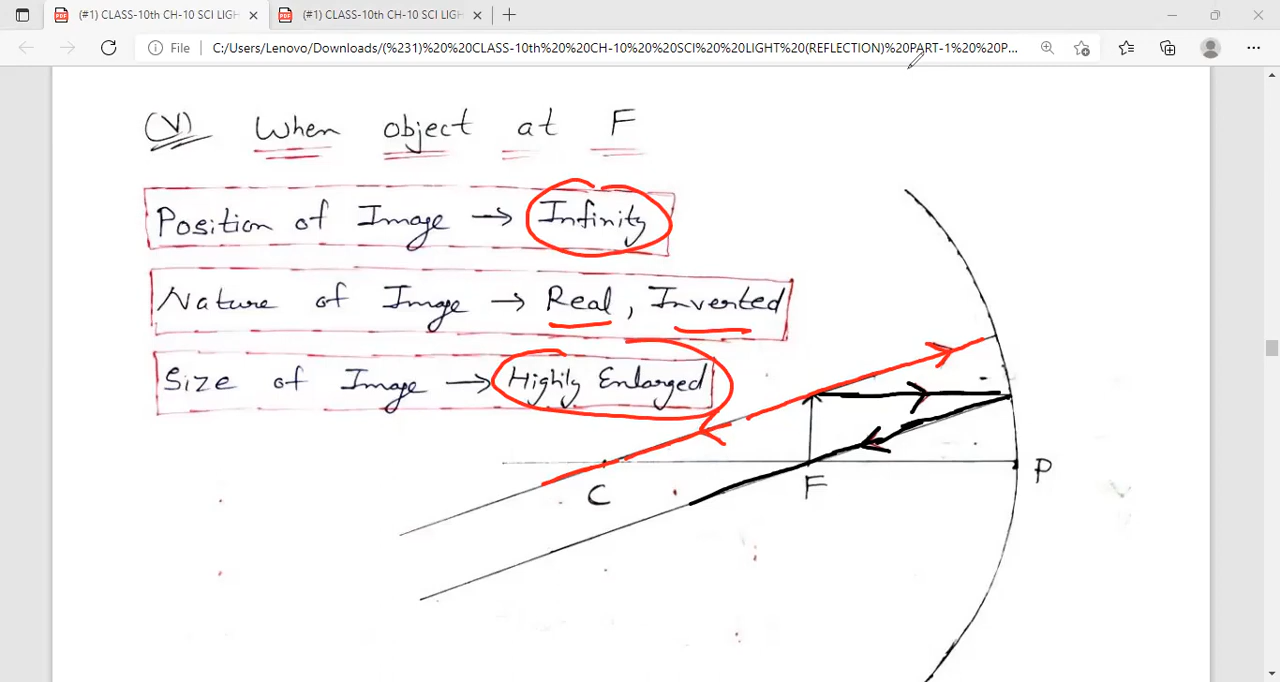 (#1) CLASS-10th CH-10 SCI LIGH
(#1) CLASS-10th CH-10 SCI LIGH
File C:/Users/Lenovo/Downloads/(%231)%20%20CLASS-10th%20%20CH-10%20%20SCI%20%20LIGHT%20(REFLECTION)%20PART-1%20%20P...
(V) When object at F
Position of Image → Infinity
Nature of Image → Real, Inverted
Size of Image → Highly Enlarged
C
F
P